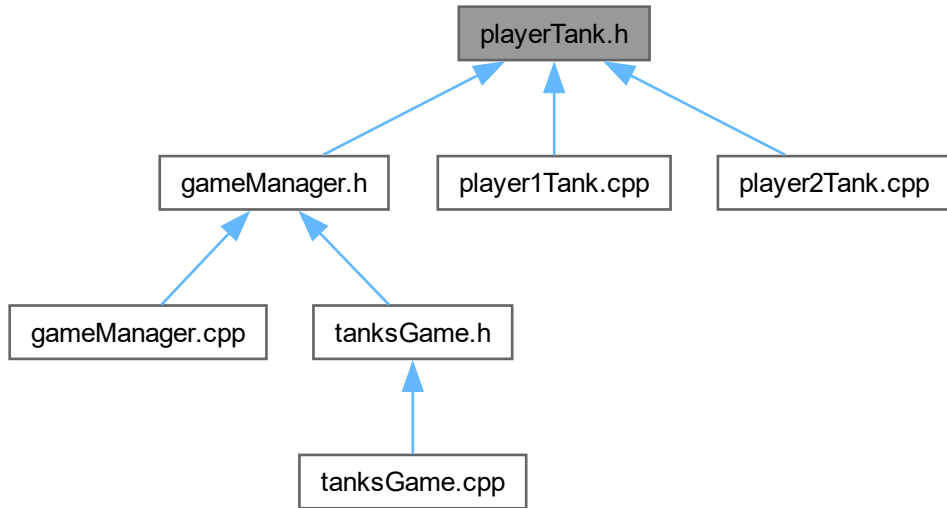 playerTank.h
gameManager.h
player1Tank.cpp
player2Tank.cpp
gameManager.cpp
tanksGame.h
tanksGame.cpp